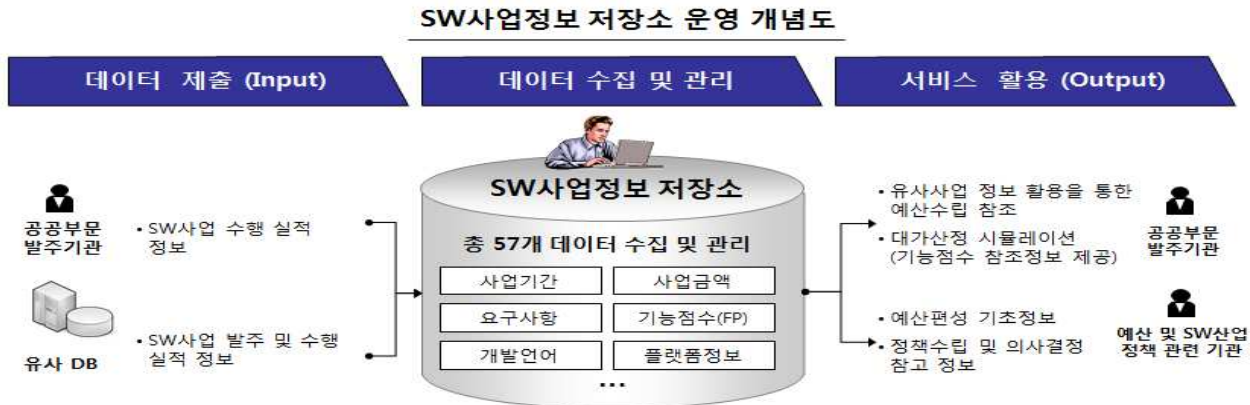 SW사업정보 저장소 운영 개념도
데이터 제출 (Input)
데이터 수집 및 관리
서비스 활용 (Output)
공공부문
발주기관
• SW사업 수행 실적
정보
유사 DB
• SW사업 발주 및 수행
실적 정보
SW사업정보 저장소
총 57개 데이터 수집 및 관리
사업기간
사업금액
요구사항
기능점수(FP)
개발언어
플랫폼정보
...
• 유사사업 정보 활용을 통한
예산수립 참조
• 대가산정 시뮬레이션
(기능점수 참조정보 제공)
공공부문
발주기관
• 예산편성 기초정보
• 정책수립 및 의사결정
참고 정보
예산 및 SW산업
정책 관련 기관